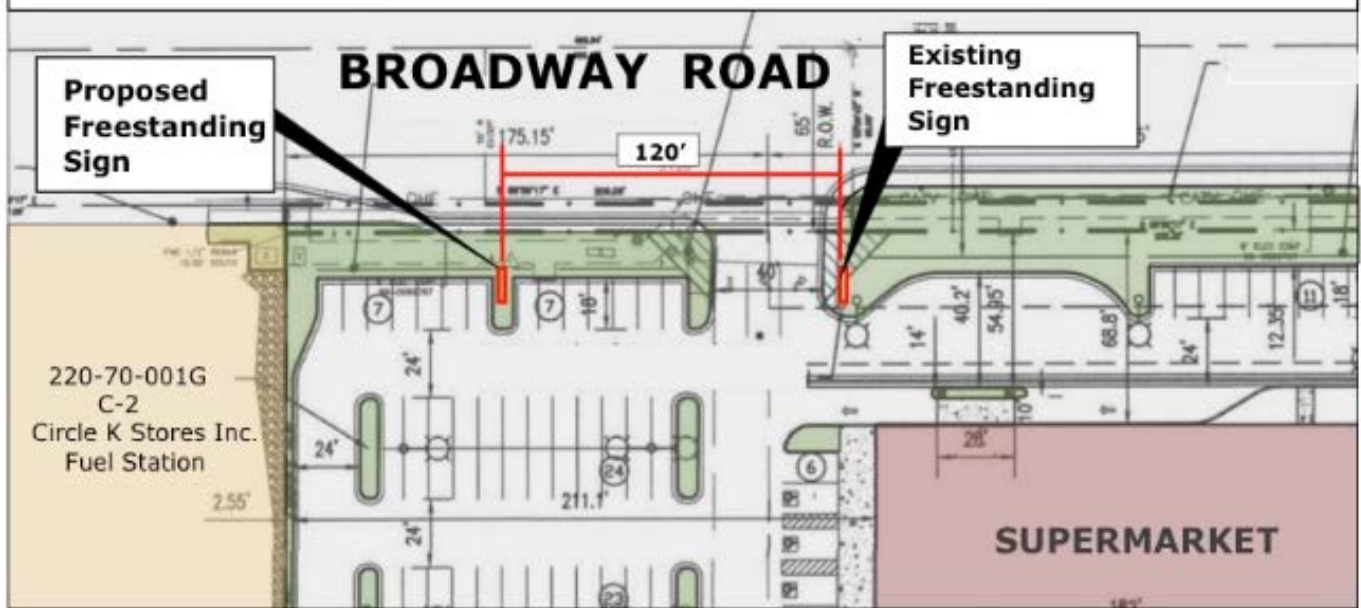 BROADWAY ROAD
Proposed
Freestanding
Sign
Existing
Freestanding
Sign
175.15'
120'
65'
R.O.W.
40'
7
7
18'
24'
14'
40.2'
54.95'
68.8'
24'
12.35'
11
18'
220-70-001G
C-2
Circle K Stores Inc.
Fuel Station
24'
24
6
10
28'
2.55'
211.1'
24'
SUPERMARKET
23